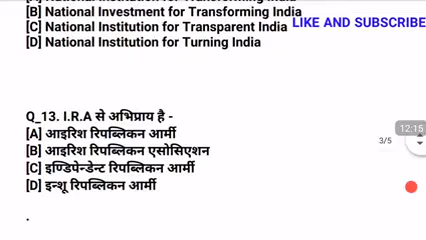 [B] National Investment for Transforming India
[C] National Institution for Transparent India
LIKE AND SUBSCRIBE
[D] National Institution for Turning India
Q_13. I.R.A से अभिप्राय है -
[A] आइरिश रिपब्लिकन आर्मी
[B] आइरिश रिपब्लिकन एसोसिएशन
[C] इण्डिपेन्डेन्ट रिपब्लिकन आर्मी
[D] इन्शू रिपब्लिकन आर्मी
.
12:15
3/5